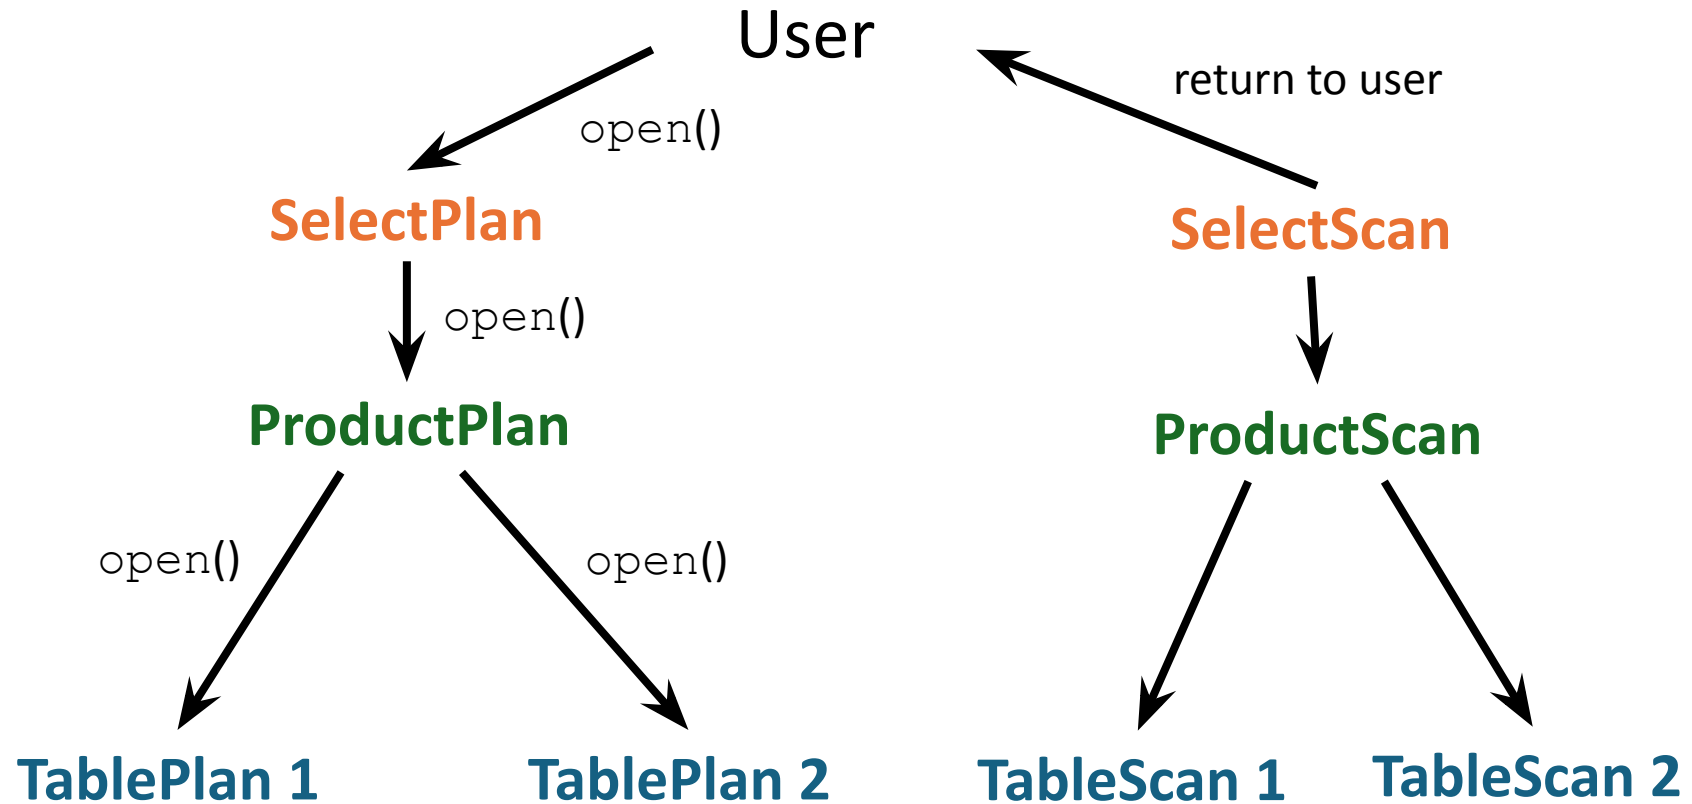 User
return to user
open()
SelectPlan
SelectScan
open()
ProductPlan
ProductScan
open()
open()
TablePlan 1
TablePlan 2
TableScan 1
TableScan 2